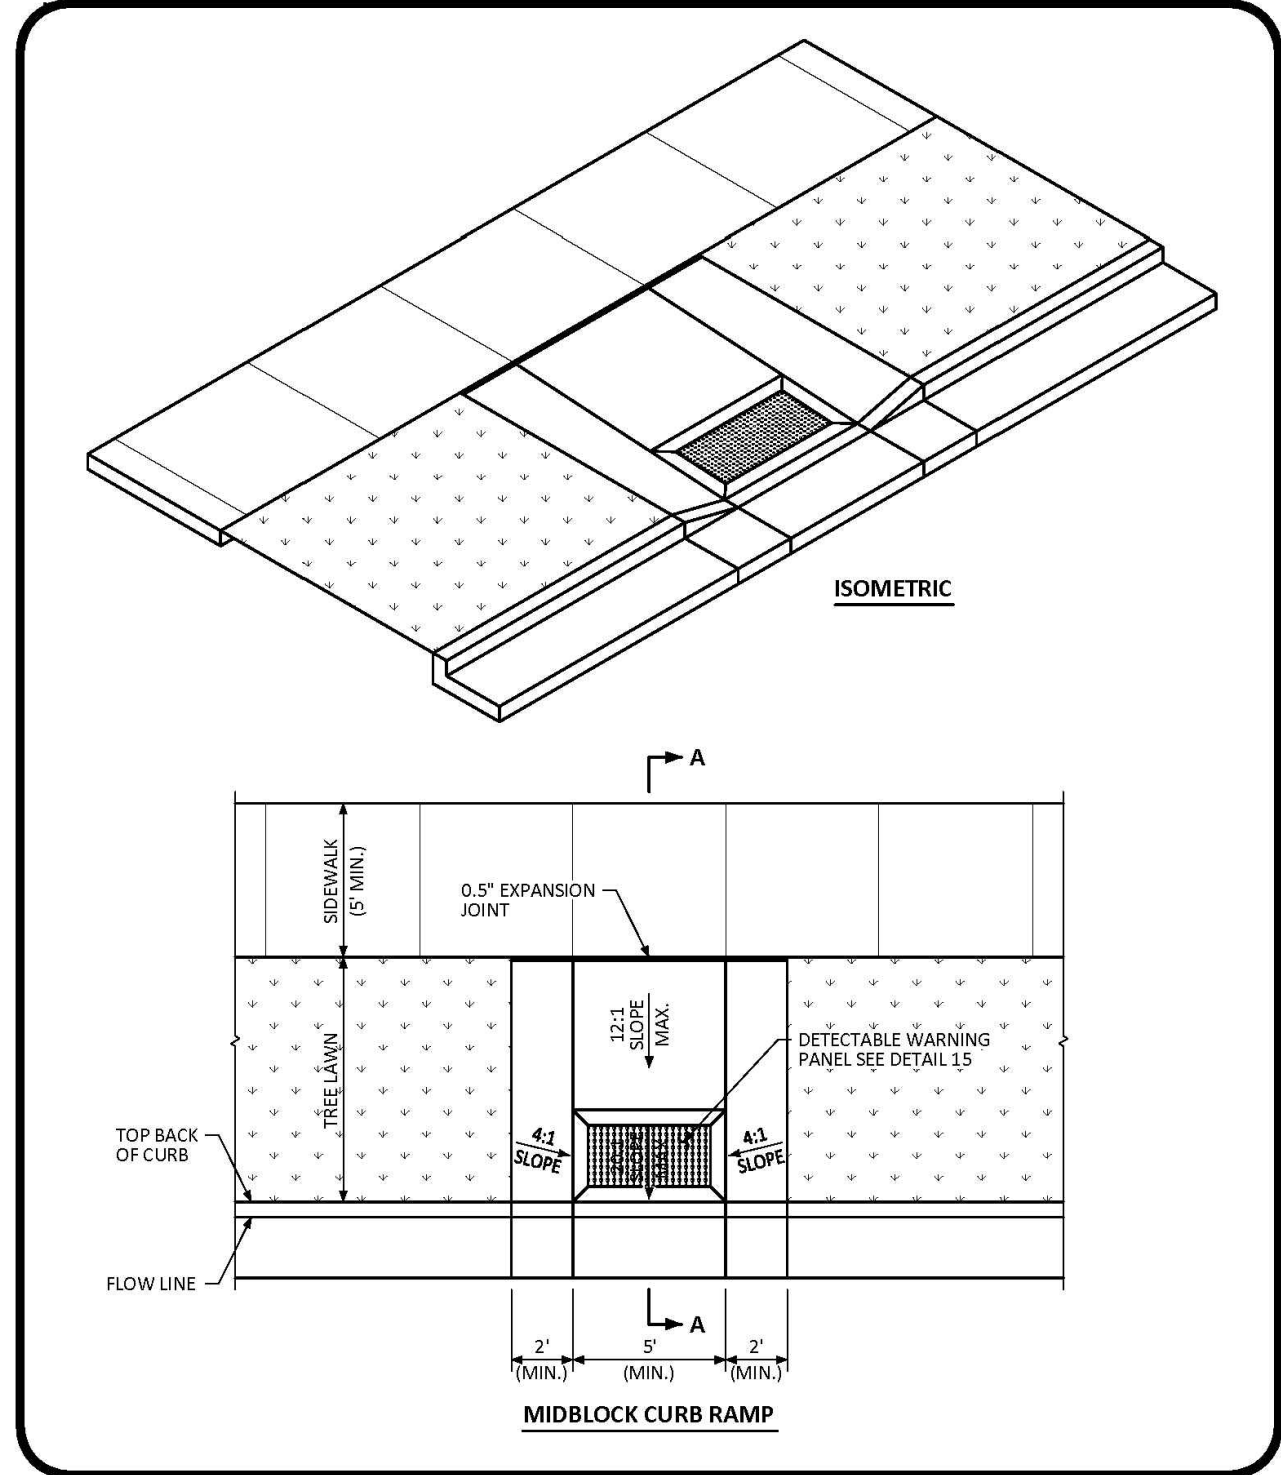 ISOMETRIC
A
SIDEWALK
(5' MIN.)
0.5" EXPANSION
JOINT
12:1
SLOPE
MAX.
TREE LAWN
DETECTABLE WARNING
PANEL SEE DETAIL 15
TOP BACK
OF CURB
4:1
SLOPE
SLOPE
MAX
4:1
SLOPE
FLOW LINE
A
2'
(MIN.)
5'
(MIN.)
2'
(MIN.)
MIDBLOCK CURB RAMP